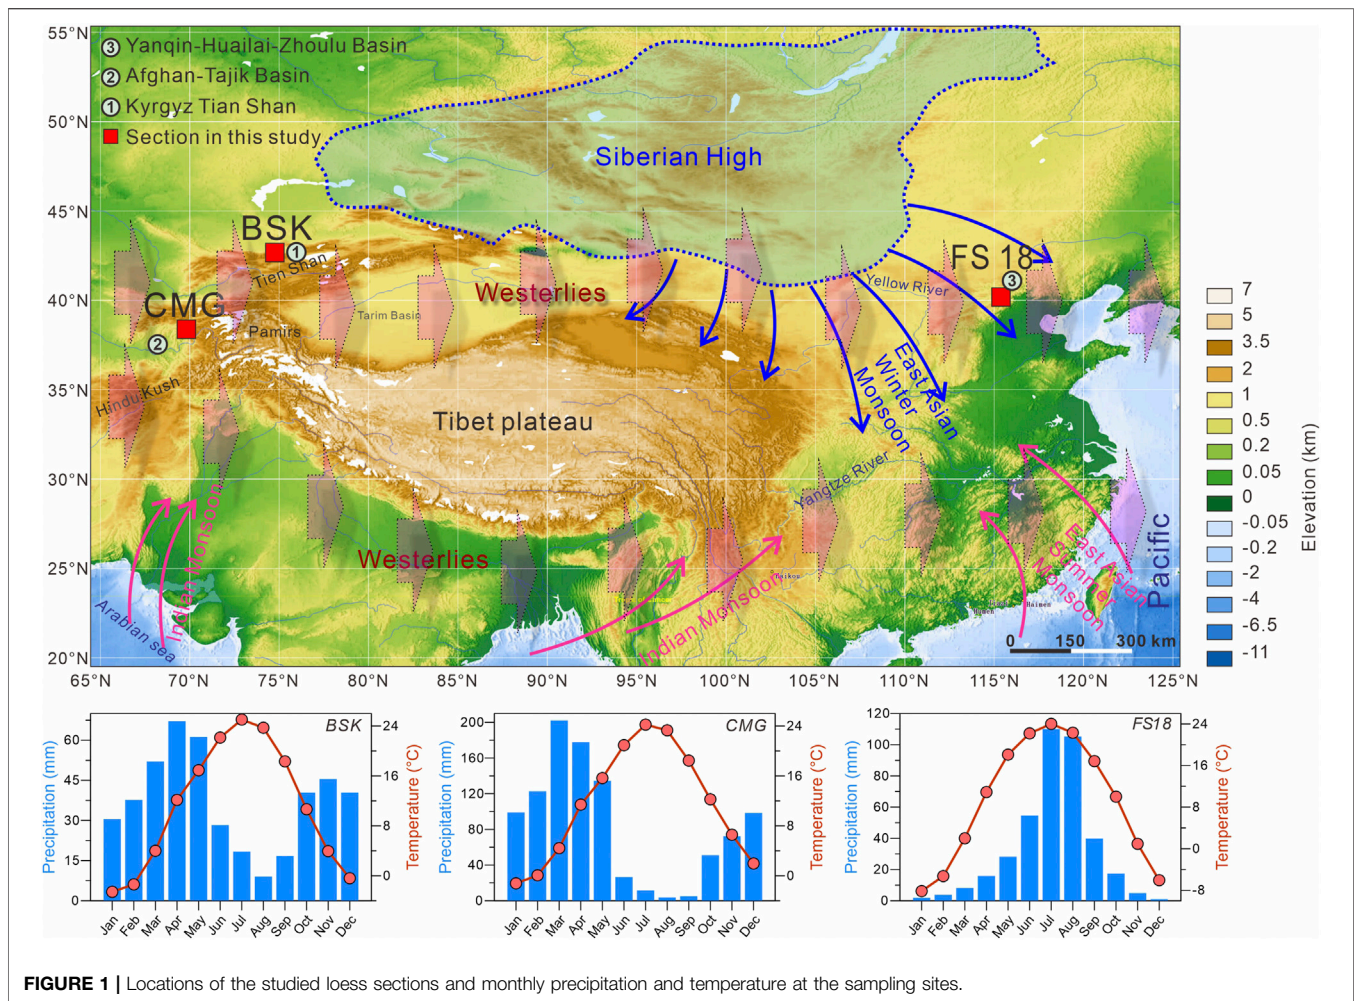 55°N
50°N
45°N
40°N
35°N
30°N
25°N
20°N
③ Yanqin-Huailai-Zhoulu Basin
② Afghan-Tajik Basin
① Kyrgyz Tian Shan
Section in this study
Siberian High
BSK
①
Tien Shan
FS 18
③
Yellow River
Westerlies
CMG
②
Pamirs
Tarim Basin
Hindu Kush
Tibet plateau
East Asian
Winter
Monsoon
Yangtze River
Westerlies
Indian Monsoon
Arabian sea
Indian Monsoon
Haikou
Haimen
East Asian
Summer
Monsoon
Pacific
0 150 300 km
65°N 70°N 75°N 80°N 85°N 90°N 95°N 100°N 105°N 110°N 115°N 120°N 125°N
7
5
3.5
2
1
0.5
0.2
0.05
0
-0.05
-0.2
-2
-4
-6.5
-11
Elevation (km)
BSK
Precipitation (mm)
60
45
30
15
0
24
16
8
0
Temperature (°C)
Jan Feb Mar Apr May Jun Jul Aug Sep Oct Nov Dec
CMG
Precipitation (mm)
200
160
120
80
40
0
24
16
8
0
Temperature (°C)
Jan Feb Mar Apr May Jun Jul Aug Sep Oct Nov Dec
FS18
Precipitation (mm)
120
100
80
60
40
20
0
24
16
8
0
-8
Temperature (°C)
Jan Feb Mar Apr May Jun Jul Aug Sep Oct Nov Dec
FIGURE 1 | Locations of the studied loess sections and monthly precipitation and temperature at the sampling sites.